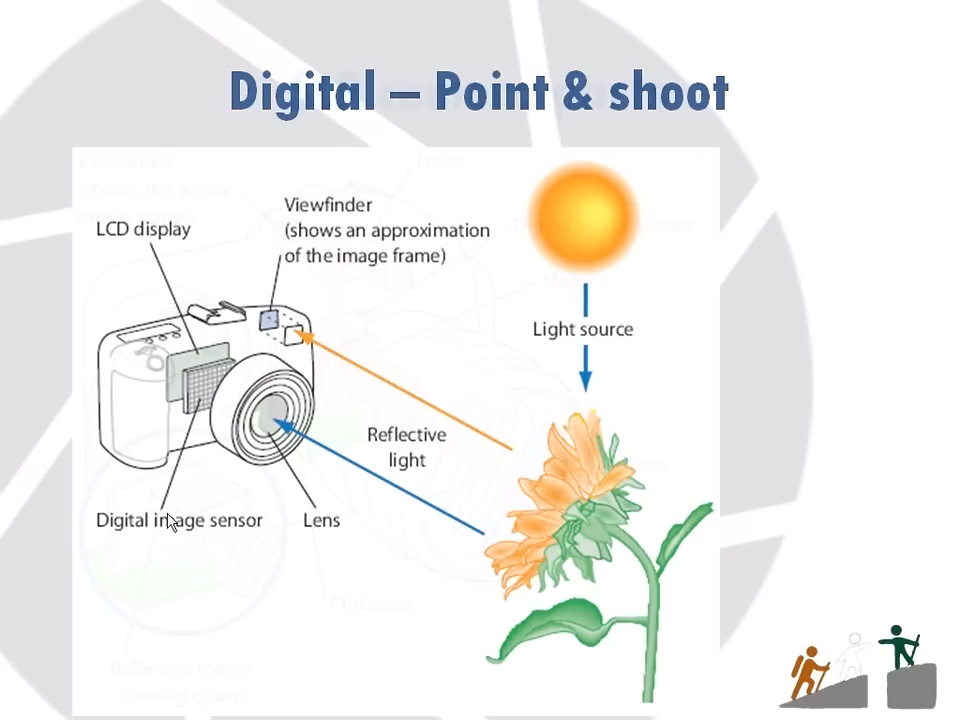 Digital – Point & shoot
Viewfinder
(shows an approximation
of the image frame)
LCD display
Light source
Reflective
light
Digital image sensor
Lens